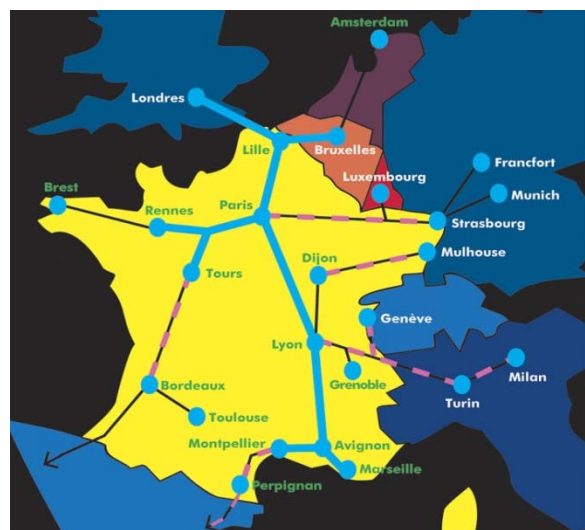 Amsterdam
Londres
Lille
Bruxelles
Luxembourg
Francfort
Munich
Brest
Rennes
Paris
Strasbourg
Mulhouse
Dijon
Tours
Genève
Lyon
Grenoble
Milan
Turin
Bordeaux
Toulouse
Montpellier
Avignon
Marseille
Perpignan